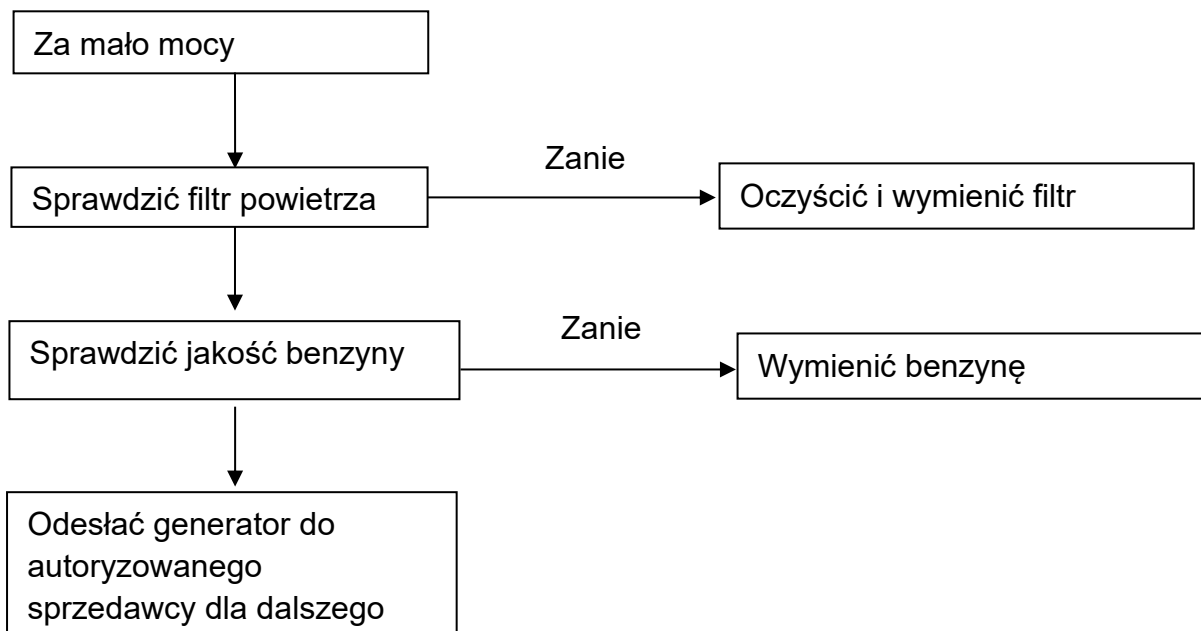 Za mało mocy
Zanie
Sprawdzić filtr powietrza
Oczyścić i wymienić filtr
Zanie
Sprawdzić jakość benzyny
Wymienić benzynę
Odesłać generator do
autoryzowanego
sprzedawcy dla dalszego